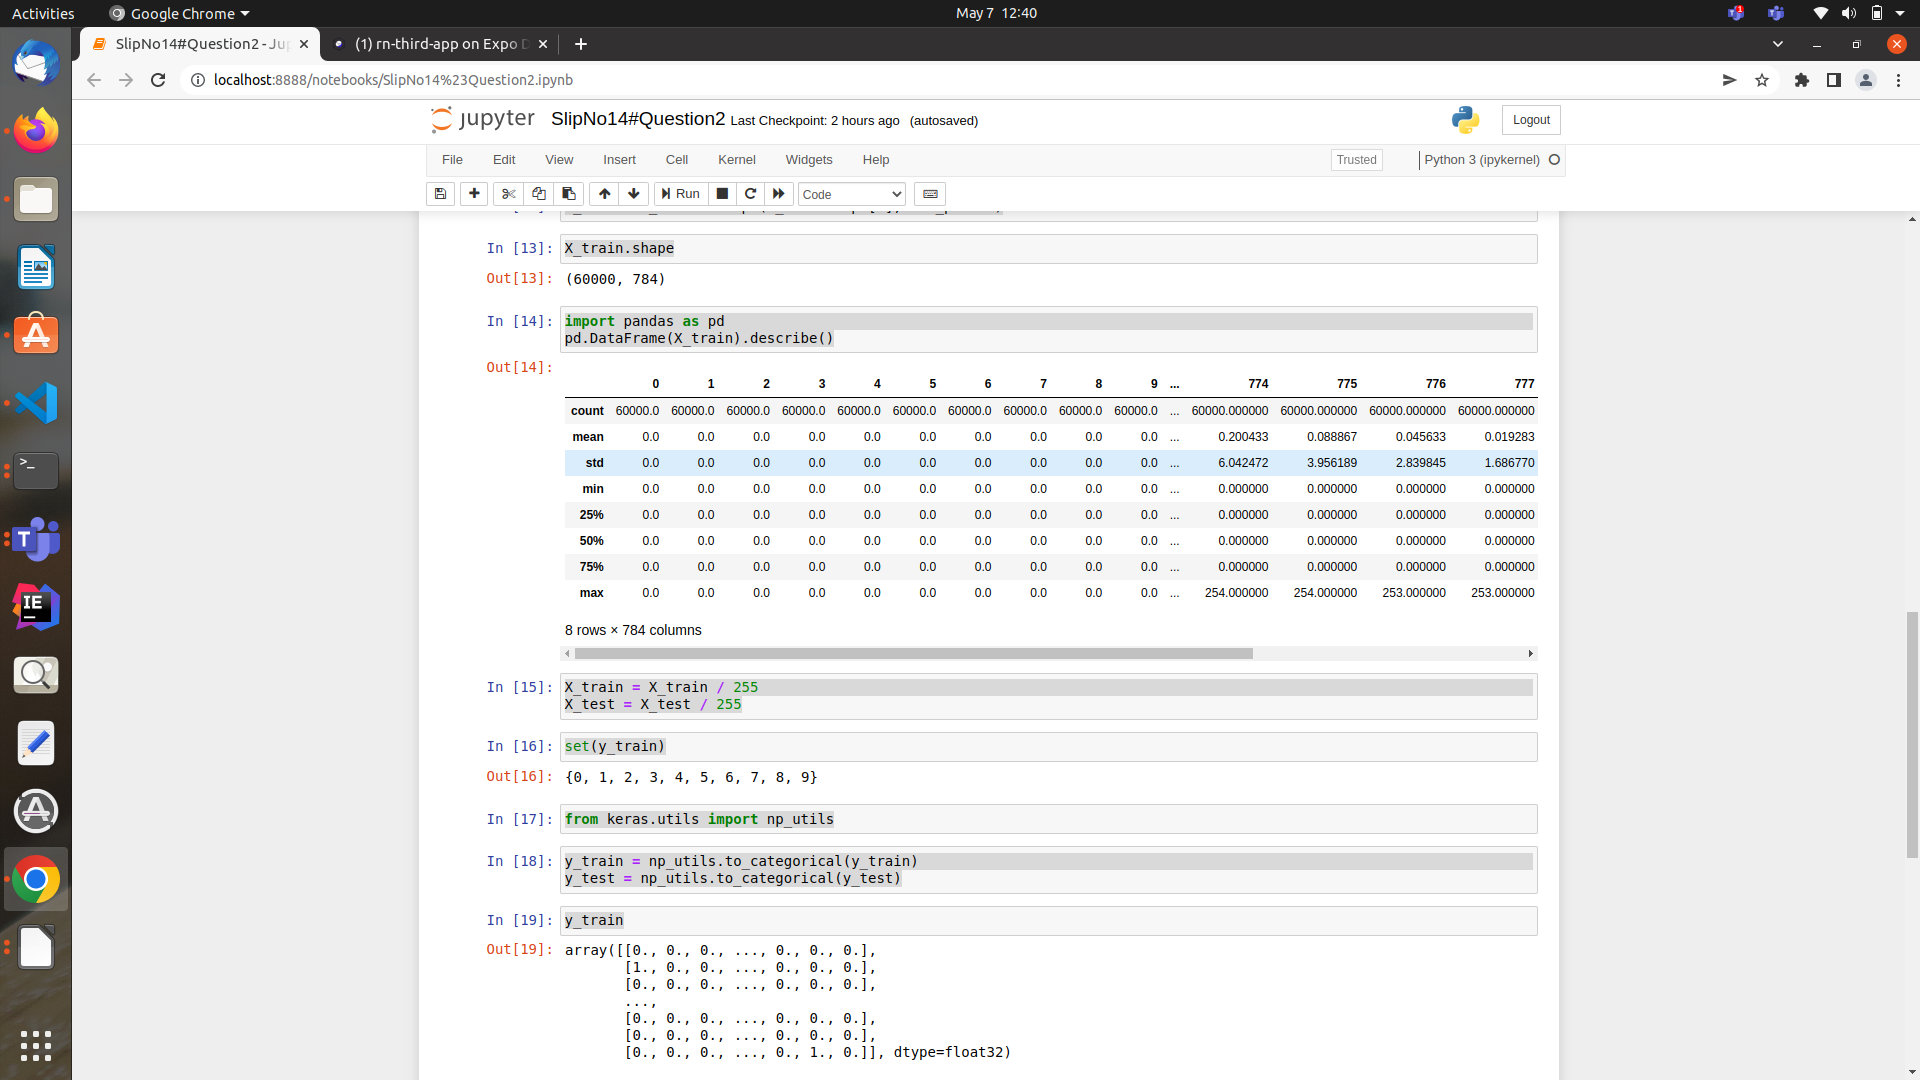 Activities
Google Chrome
May 7 12:40
SlipNo14#Question2 - Ju
(1) rn-third-app on Expo
localhost:8888/notebooks/SlipNo14%23Question2.ipynb
jupyter SlipNo14#Question2 Last Checkpoint: 2 hours ago (autosaved)
Logout
File Edit View Insert Cell Kernel Widgets Help
Trusted Python 3 (ipykernel)
Run Code
In [13]: X_train.shape
Out[13]: (60000, 784)
In [14]: import pandas as pd
pd.DataFrame(X_train).describe()
Out[14]:
0 1 2 3 4 5 6 7 8 9 ... 774 775 776 777
count 60000.0 60000.0 60000.0 60000.0 60000.0 60000.0 60000.0 60000.0 60000.0 60000.0 ... 60000.000000 60000.000000 60000.000000 60000.000000
mean 0.0 0.0 0.0 0.0 0.0 0.0 0.0 0.0 0.0 0.0 ... 0.200433 0.088867 0.045633 0.019283
std 0.0 0.0 0.0 0.0 0.0 0.0 0.0 0.0 0.0 0.0 ... 6.042472 3.956189 2.839845 1.686770
min 0.0 0.0 0.0 0.0 0.0 0.0 0.0 0.0 0.0 0.0 ... 0.000000 0.000000 0.000000 0.000000
25% 0.0 0.0 0.0 0.0 0.0 0.0 0.0 0.0 0.0 0.0 ... 0.000000 0.000000 0.000000 0.000000
50% 0.0 0.0 0.0 0.0 0.0 0.0 0.0 0.0 0.0 0.0 ... 0.000000 0.000000 0.000000 0.000000
75% 0.0 0.0 0.0 0.0 0.0 0.0 0.0 0.0 0.0 0.0 ... 0.000000 0.000000 0.000000 0.000000
max 0.0 0.0 0.0 0.0 0.0 0.0 0.0 0.0 0.0 0.0 ... 254.000000 254.000000 253.000000 253.000000
8 rows × 784 columns
In [15]: X_train = X_train / 255
X_test = X_test / 255
In [16]: set(y_train)
Out[16]: {0, 1, 2, 3, 4, 5, 6, 7, 8, 9}
In [17]: from keras.utils import np_utils
In [18]: y_train = np_utils.to_categorical(y_train)
y_test = np_utils.to_categorical(y_test)
In [19]: y_train
Out[19]: array([[0., 0., 0., ..., 0., 0., 0.],
[1., 0., 0., ..., 0., 0., 0.],
[0., 0., 0., ..., 0., 0., 0.],
...,
[0., 0., 0., ..., 0., 0., 0.],
[0., 0., 0., ..., 0., 0., 0.],
[0., 0., 0., ..., 0., 1., 0.]], dtype=float32)